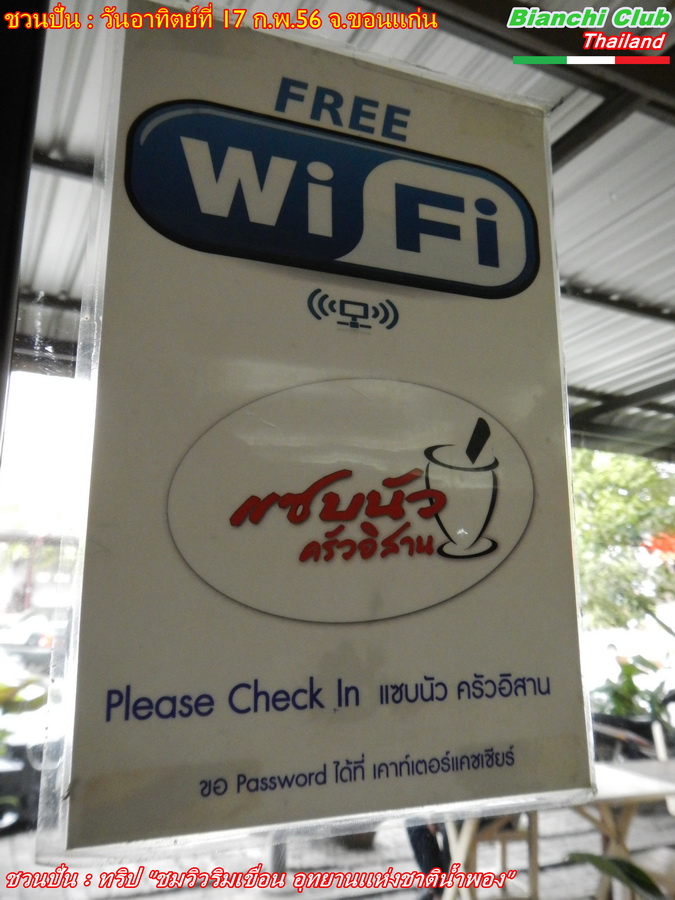 ชวนปั่น : วันอาทิตย์ที่ 17 ก.พ.56 จ.ขอนแก่น
Bianchi Club
Thailand
FREE
WiFi
แซบนัว
ครัวอิสาน
Please Check In แซบนัว ครัวอิสาน
ขอ Password ได้ที่ เคาท์เตอร์แคชเชียร์
ชวนปั่น : ทริป "ชมวิวริมเขื่อน อุทยานแห่งชาติน้ำพอง"